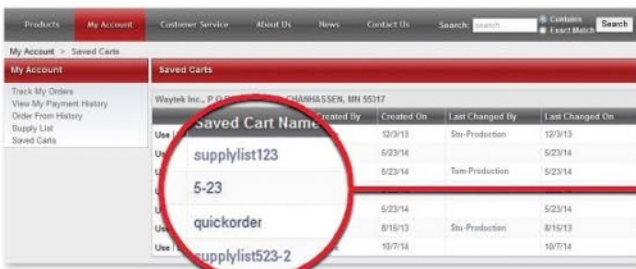 Products My Account Customer Service About Us News Contact Us Search: search Contains Search
Exact Match
My Account > Saved Carts
My Account Saved Carts
Track My Orders
View My Payment History
Order From History
Supply List
Saved Carts
Waytek Inc., P O CHANHASSEN, MN 55317
Saved Cart Name Created By Created On Last Changed By Last Changed On
Use 12/3/13 Stu-Production 12/3/13
supplylist123 5/23/14 5/23/14
5-23 5/23/14 Tom Production 5/23/14
5/23/14 5/23/14
quickorder Use 8/15/13 Stu-Production 8/15/13
supplylist523-2 Use 10/7/14 10/7/14